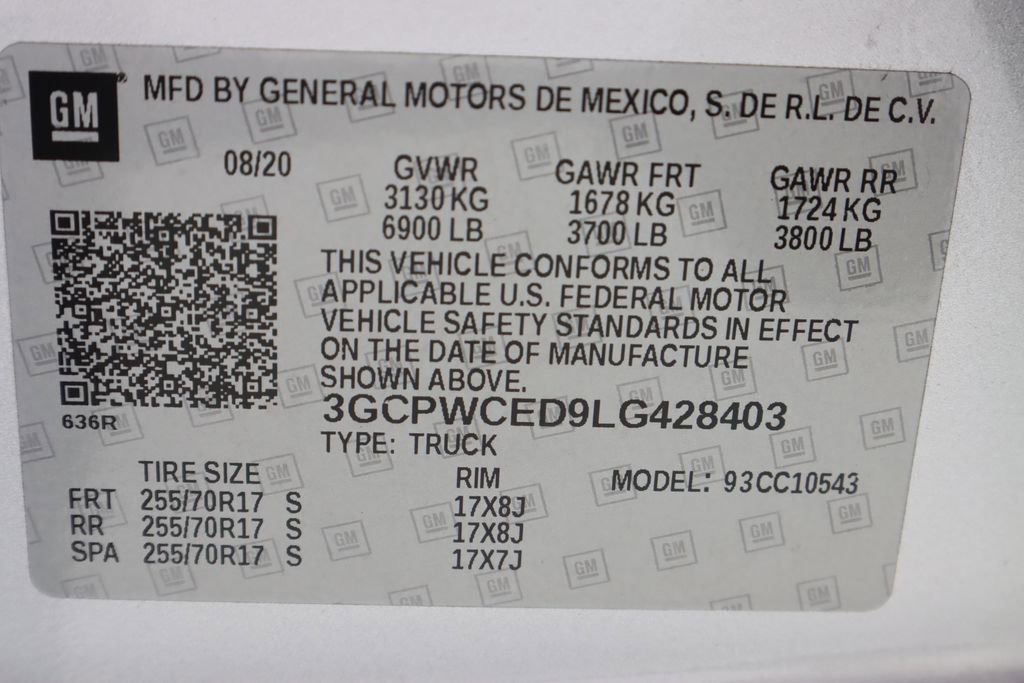 GM MFD BY GENERAL MOTORS DE MEXICO, S. DE R.L. DE C.V.
08/20 GVWR GAWR FRT GAWR RR
3130 KG 1678 KG 1724 KG
6900 LB 3700 LB 3800 LB
THIS VEHICLE CONFORMS TO ALL
APPLICABLE U.S. FEDERAL MOTOR
VEHICLE SAFETY STANDARDS IN EFFECT
ON THE DATE OF MANUFACTURE
SHOWN ABOVE.
3GCPWCED9LG428403
636R
TYPE: TRUCK
TIRE SIZE RIM MODEL: 93CC10543
FRT 255/70R17 S 17X8J
RR 255/70R17 S 17X8J
SPA 255/70R17 S 17X7J